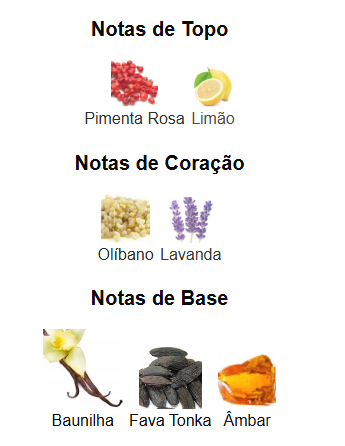 Notas de Topo
Pimenta Rosa Limão
Notas de Coração
Olíbano Lavanda
Notas de Base
Baunilha Fava Tonka Âmbar